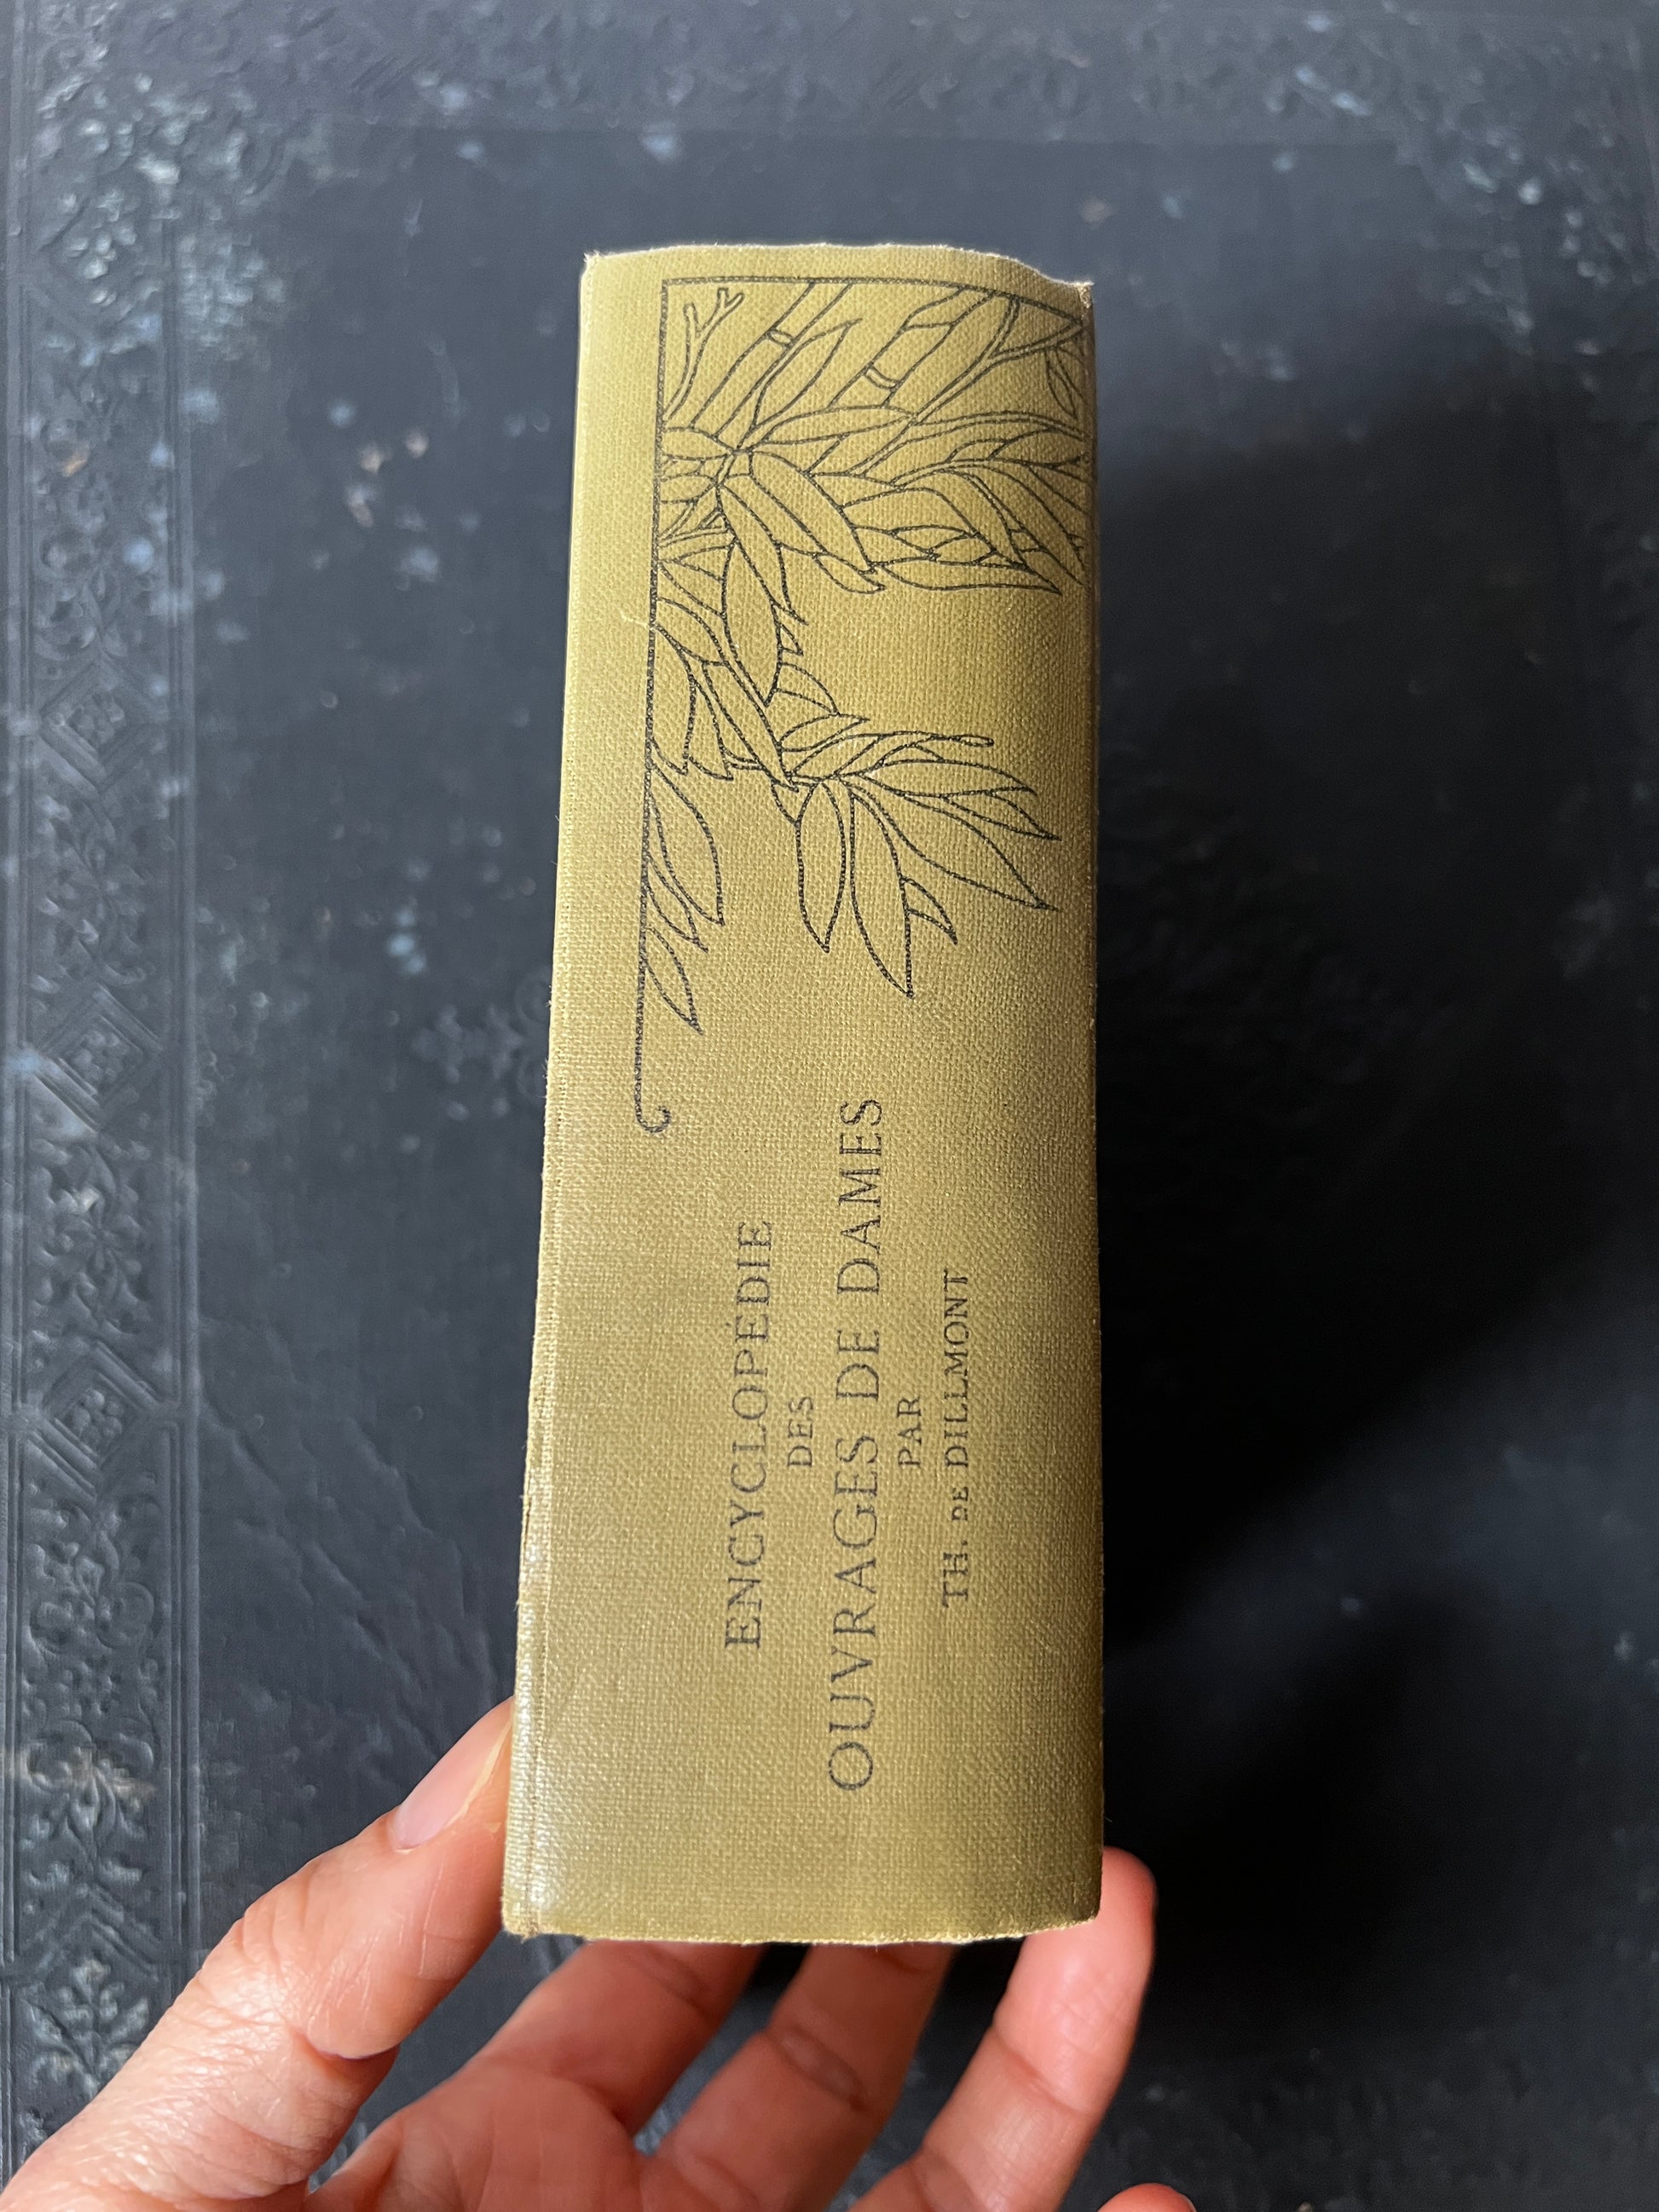 ENCYCLOPÉDIE
DES
OUVRAGES DE DAMES
PAR
TH. DE DILLMONT